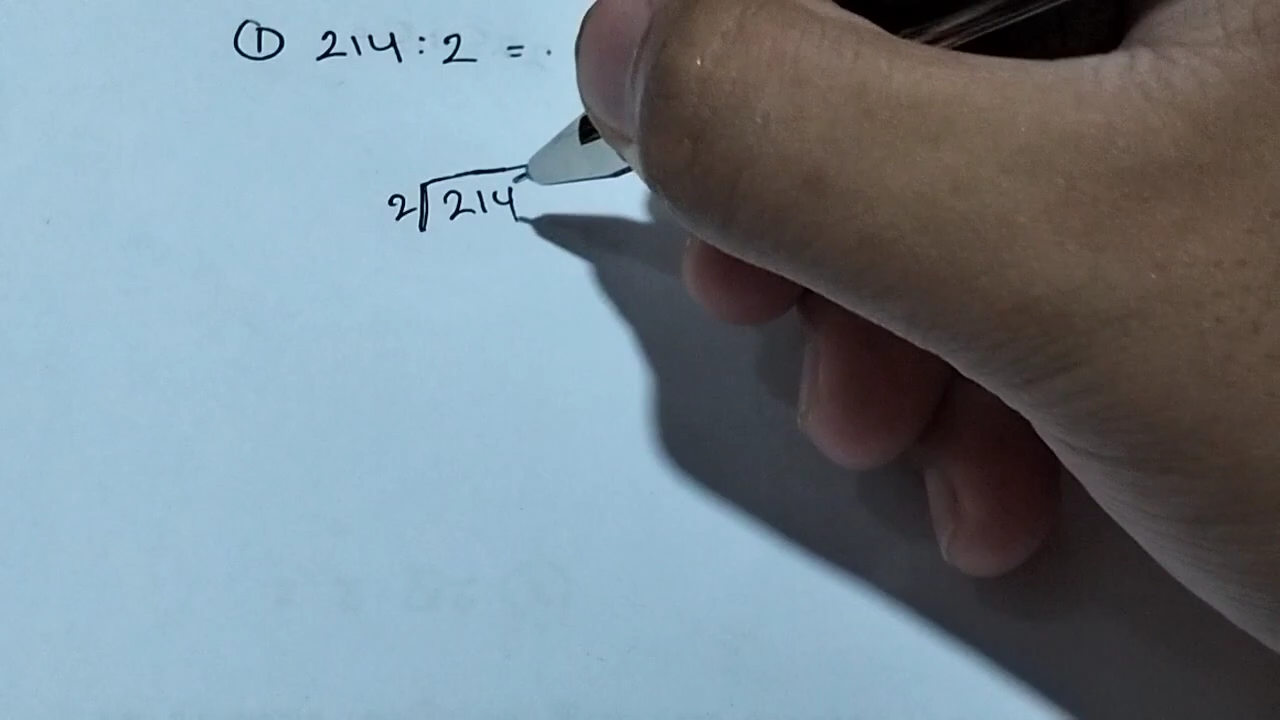 ① 214 : 2 = .
2√214